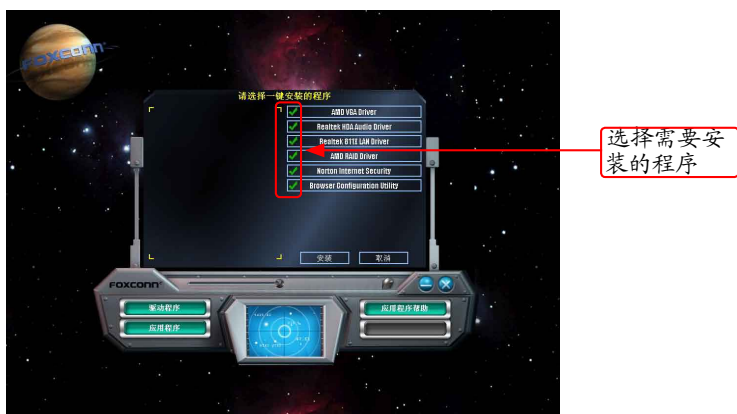 FOXCONN
请选择一键安装的程序
AMD VGA Driver
Realtek HDA Audio Driver
Realtek 811X LAN Driver
AMD RAID Driver
Norton Internet Security
Browser Configuration Utility
选择需要安
装的程序
安装
取消
FOXCONN
驱动程序
应用程序帮助
应用程序